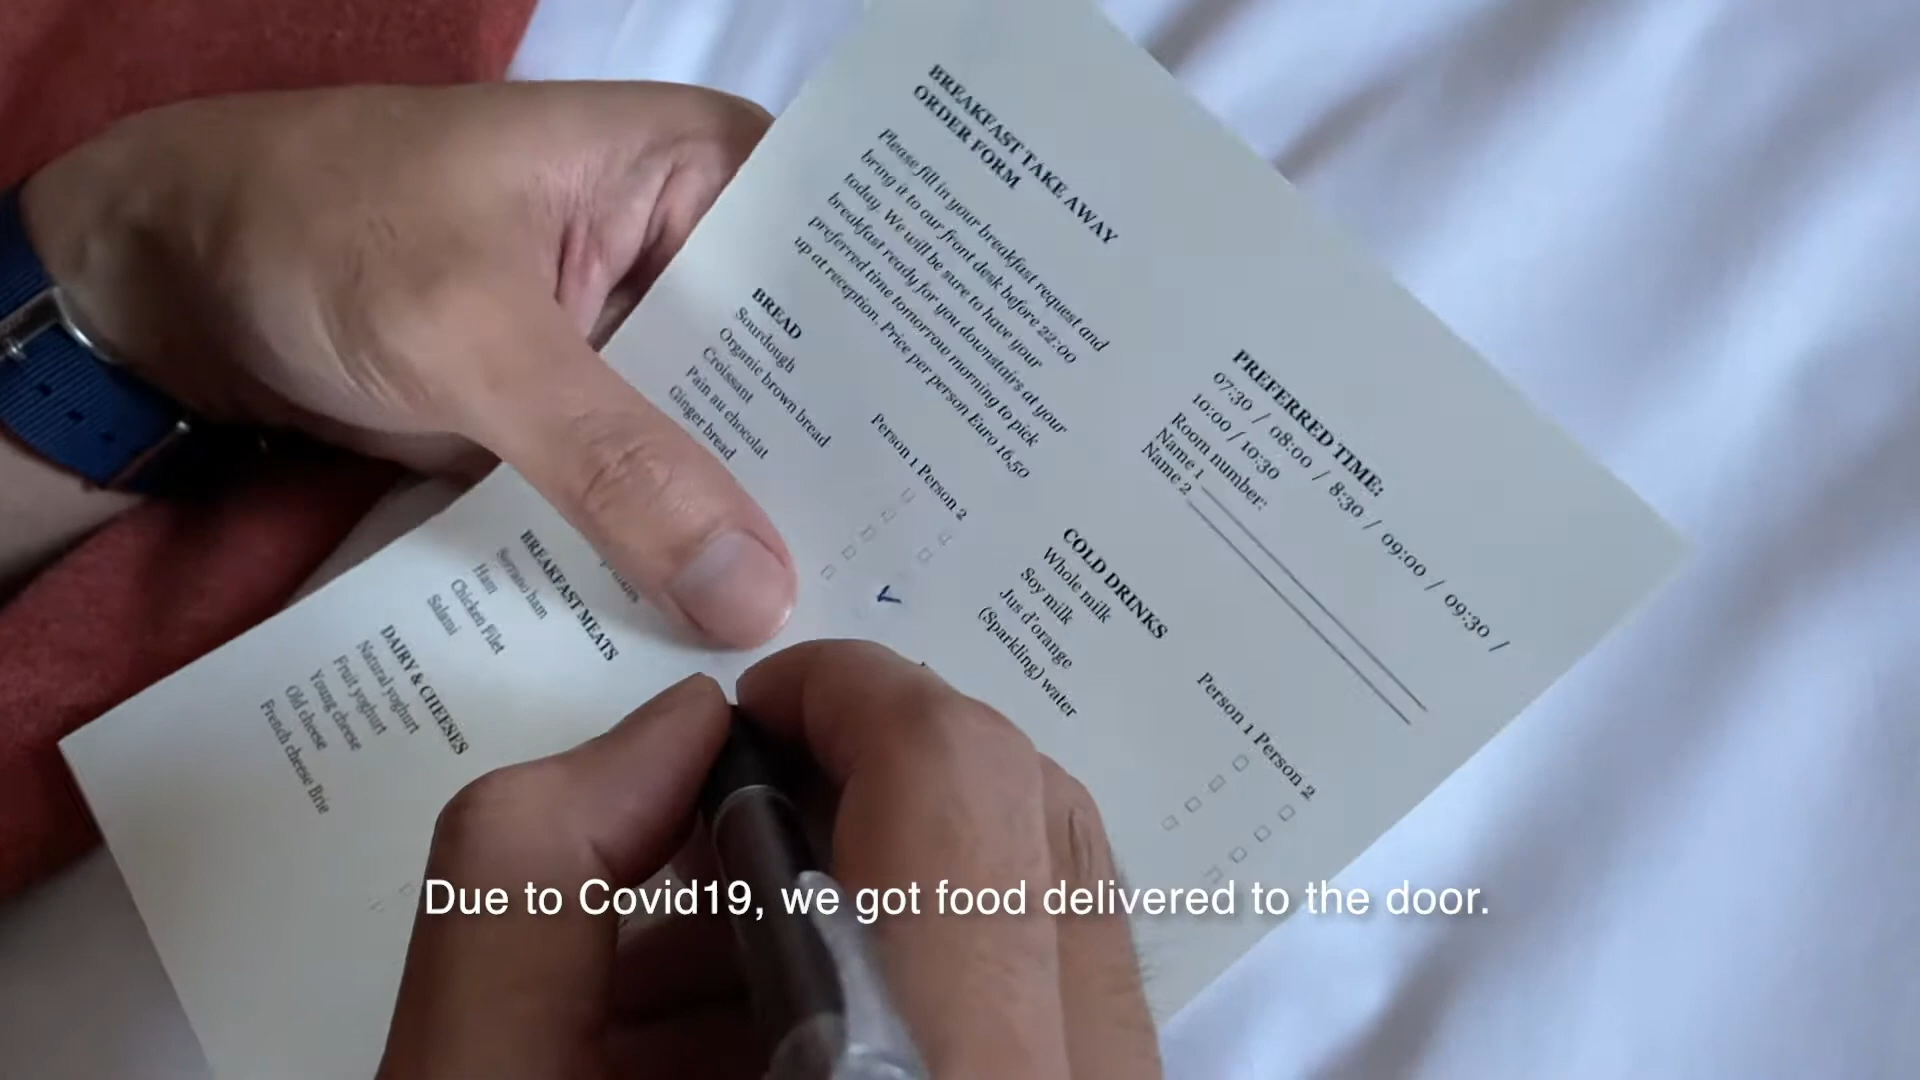 BREAKFAST TAKE AWAY
ORDER FORM
Please fill in your breakfast request and
bring it to our front desk before 22:00
today. We will be sure to have your
breakfast ready for you downstairs at your
preferred time tomorrow morning to pick
up at reception. Price per person Euro 16,50
PREFERRED TIME:
07:30 / 08:00 / 8:30 / 09:00 / 09:30 /
10:00 / 10:30
Room number:
Name 1
Name 2
BREAD
Sourdough
Organic brown bread
Croissant
Pain au chocolat
Ginger bread
Person 1 Person 2
COLD DRINKS
Whole milk
Soy milk
Jus d'orange
(Sparkling) water
Person 1 Person 2
BREAKFAST MEATS
Serrano ham
Ham
Chicken Filet
Salami
DAIRY & CHEESES
Natural yoghurt
Fruit yoghurt
Young cheese
Old cheese
French cheese Brie
Due to Covid19, we got food delivered to the door.